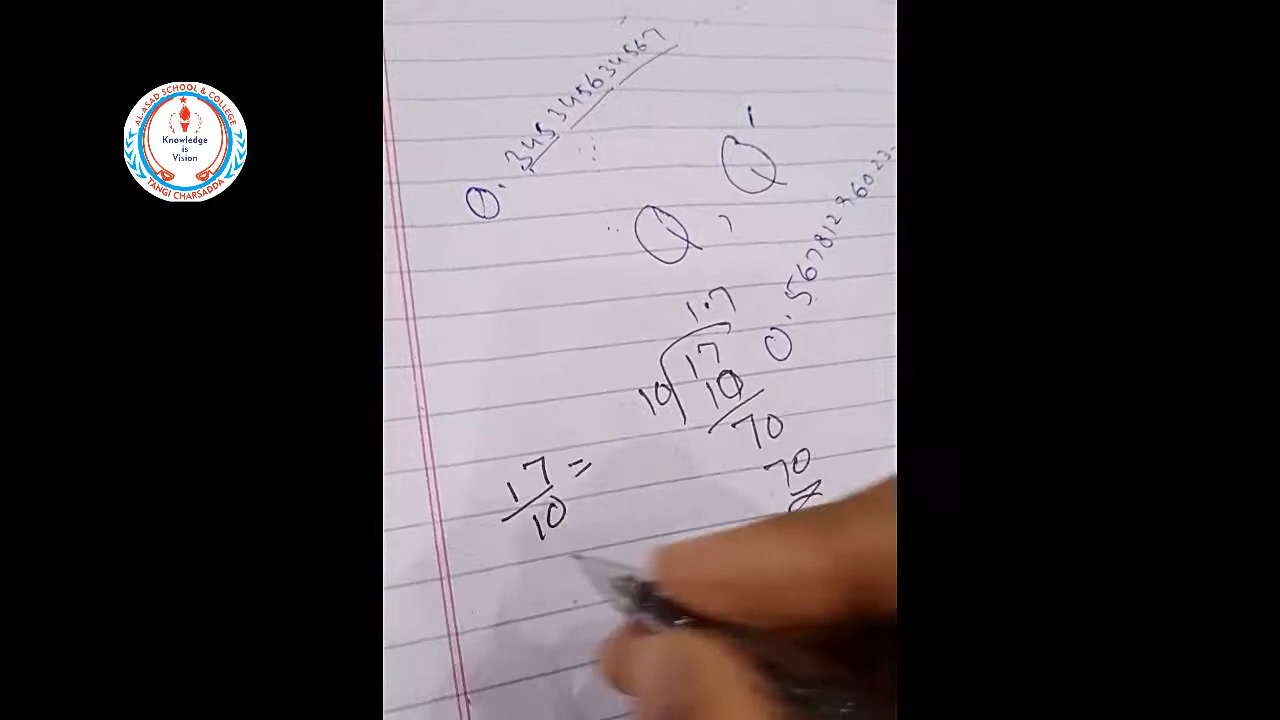 AL-ASAD SCHOOL & COLLEGE
Knowledge
is
Vision
TANGI CHARSADDA
0.345345634567
Q'
Q,
0.56781296023
1.7
10 17
10
70
70
17/10 =